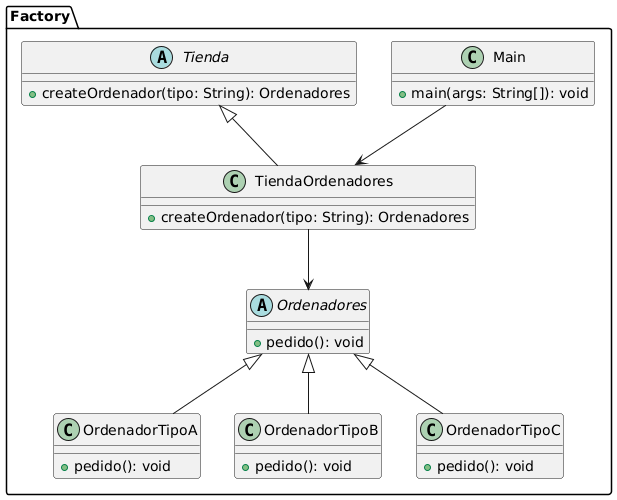 Factory
A Tienda
createOrdenador(tipo: String): Ordenadores
C Main
main(args: String[]): void
C TiendaOrdenadores
createOrdenador(tipo: String): Ordenadores
A Ordenadores
pedido(): void
C OrdenadorTipoA
pedido(): void
C OrdenadorTipoB
pedido(): void
C OrdenadorTipoC
pedido(): void